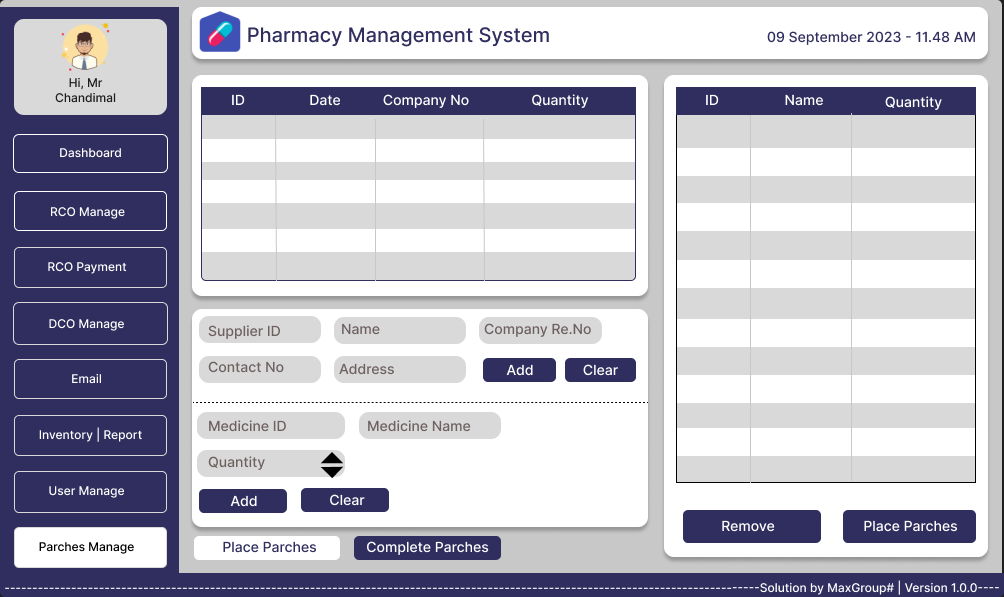 Hi, Mr
Chandimal
Dashboard
RCO Manage
RCO Payment
DCO Manage
Email
Inventory | Report
User Manage
Parches Manage
Pharmacy Management System
09 September 2023 - 11.48 AM
ID Date Company No Quantity
Supplier ID Name Company Re.No
Contact No Address Add Clear
Medicine ID Medicine Name
Quantity
Add Clear
Place Parches Complete Parches
ID Name Quantity
Remove Place Parches
Solution by MaxGroup# | Version 1.0.0